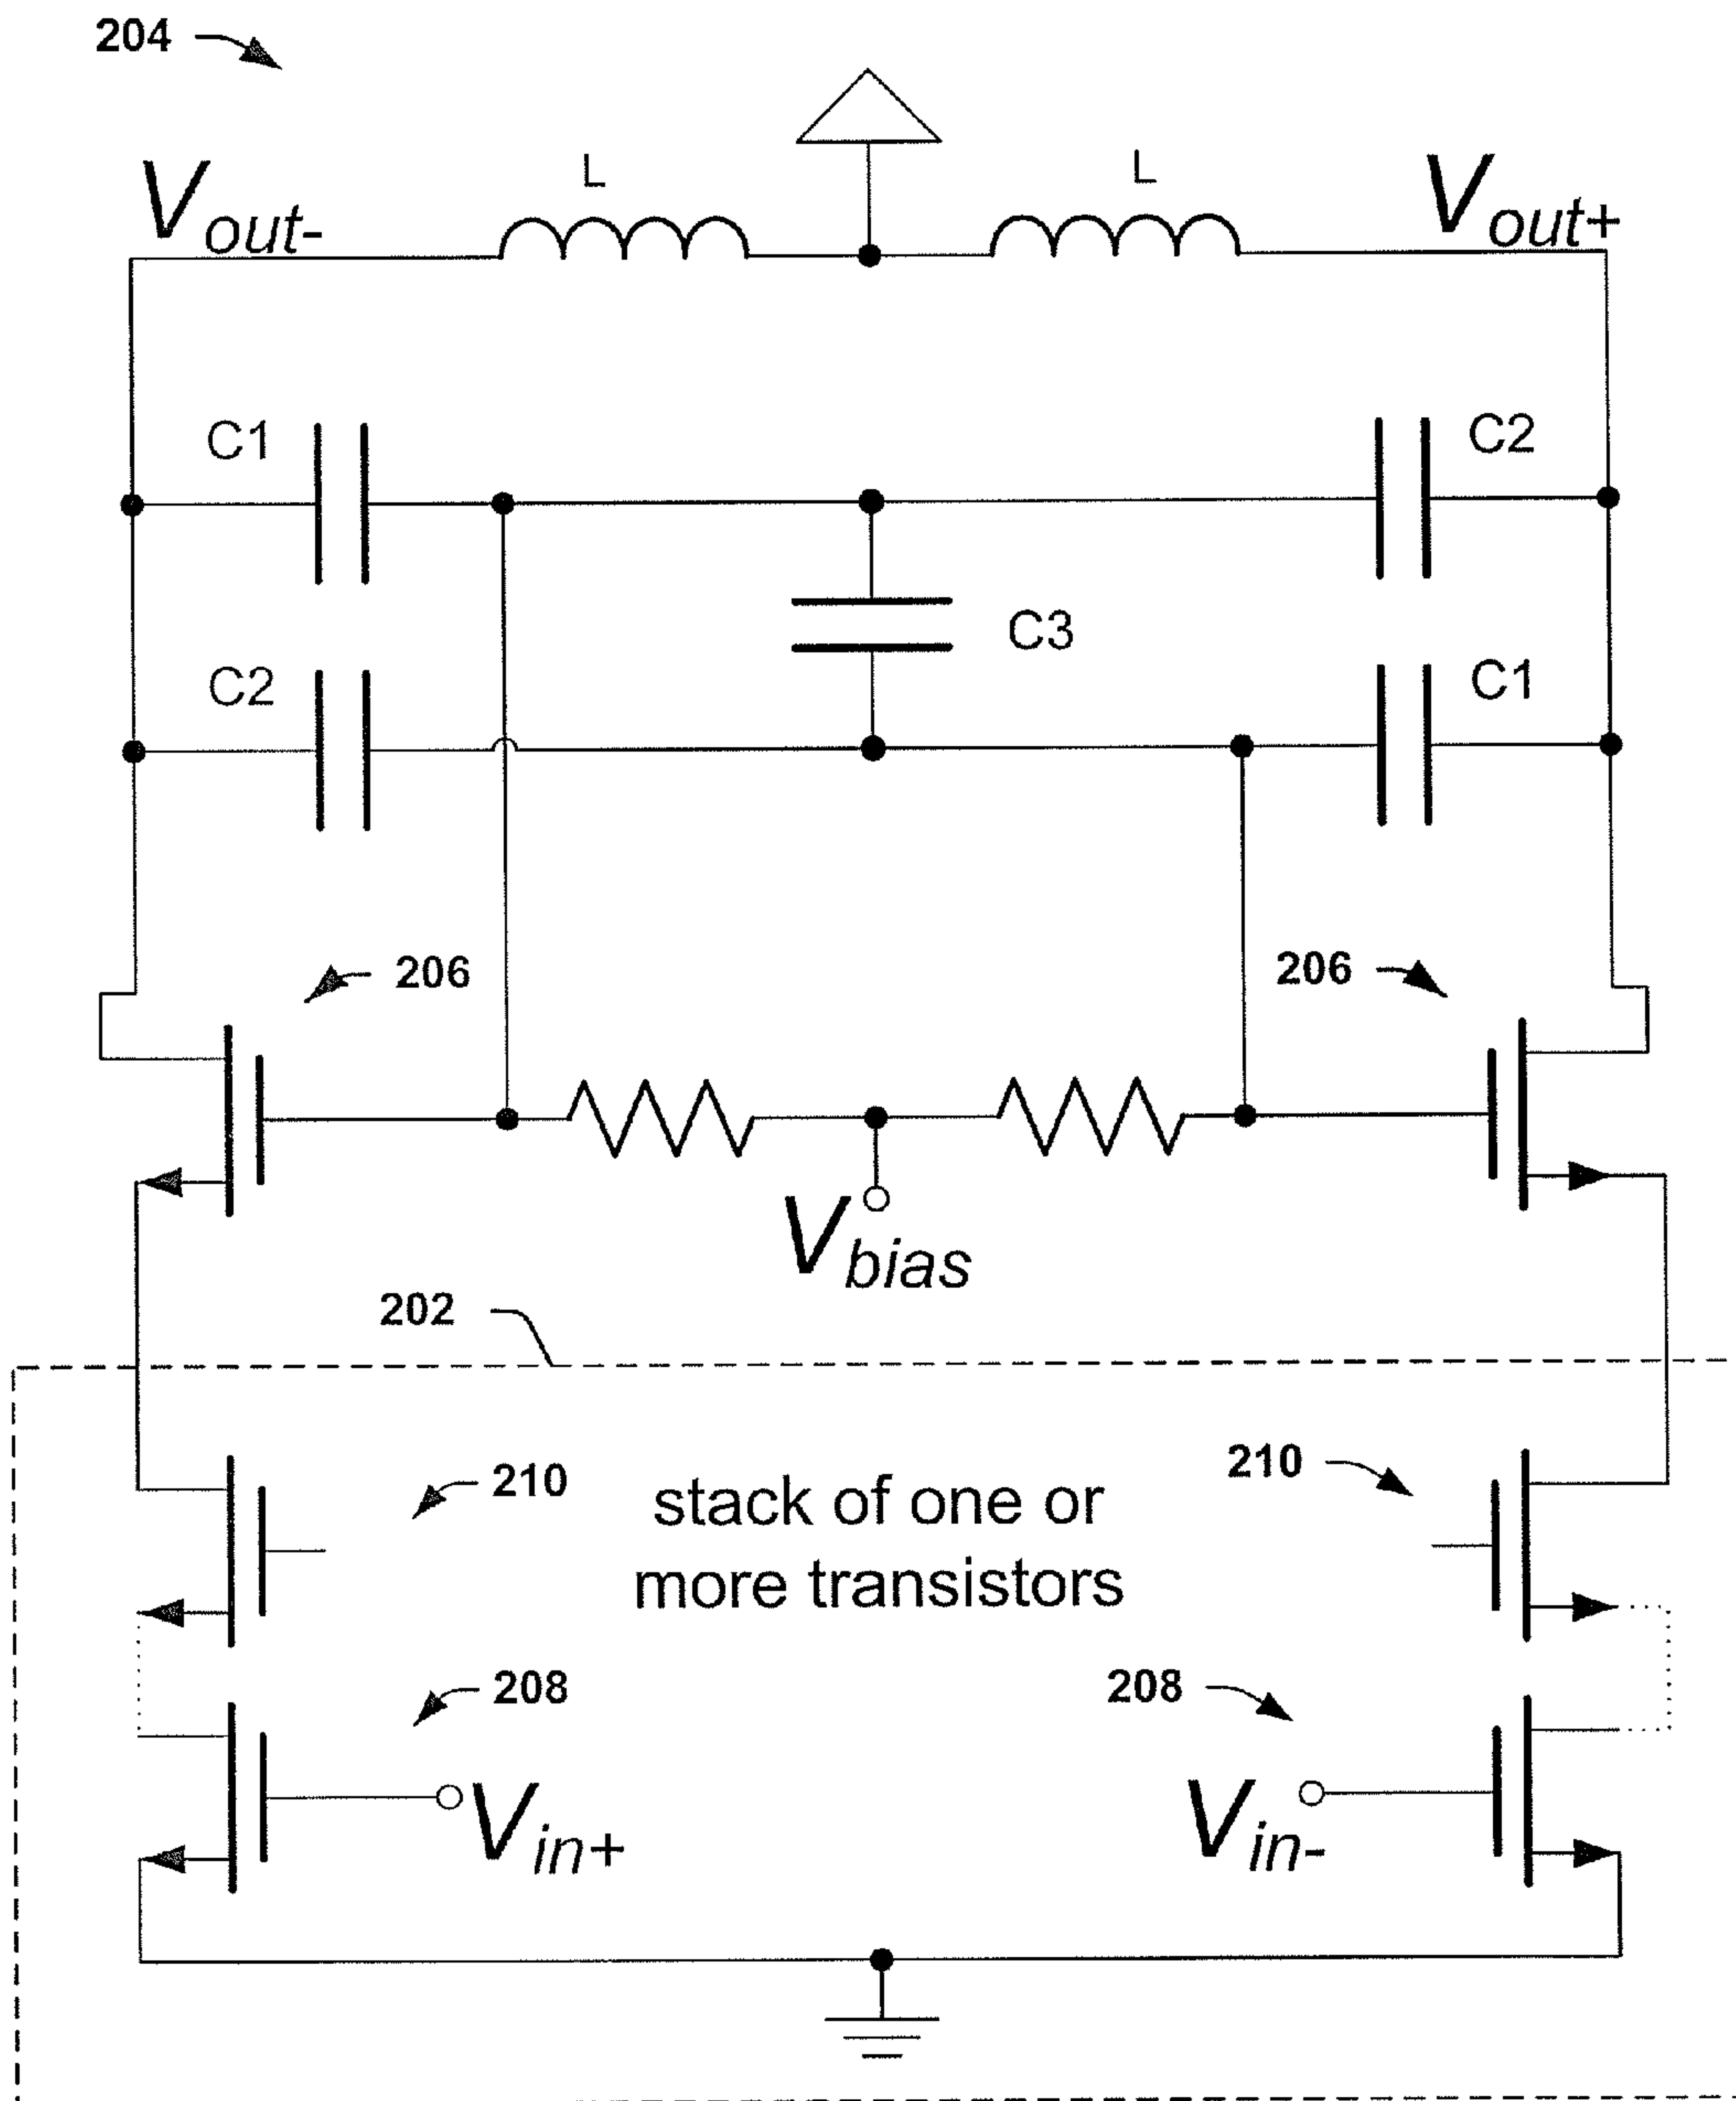 204
L
L
Vout-
Vout+
C1
C2
C3
C2
C1
206
206
Vbias
202
210
stack of one or
more transistors
210
208
208
Vin+
Vin-